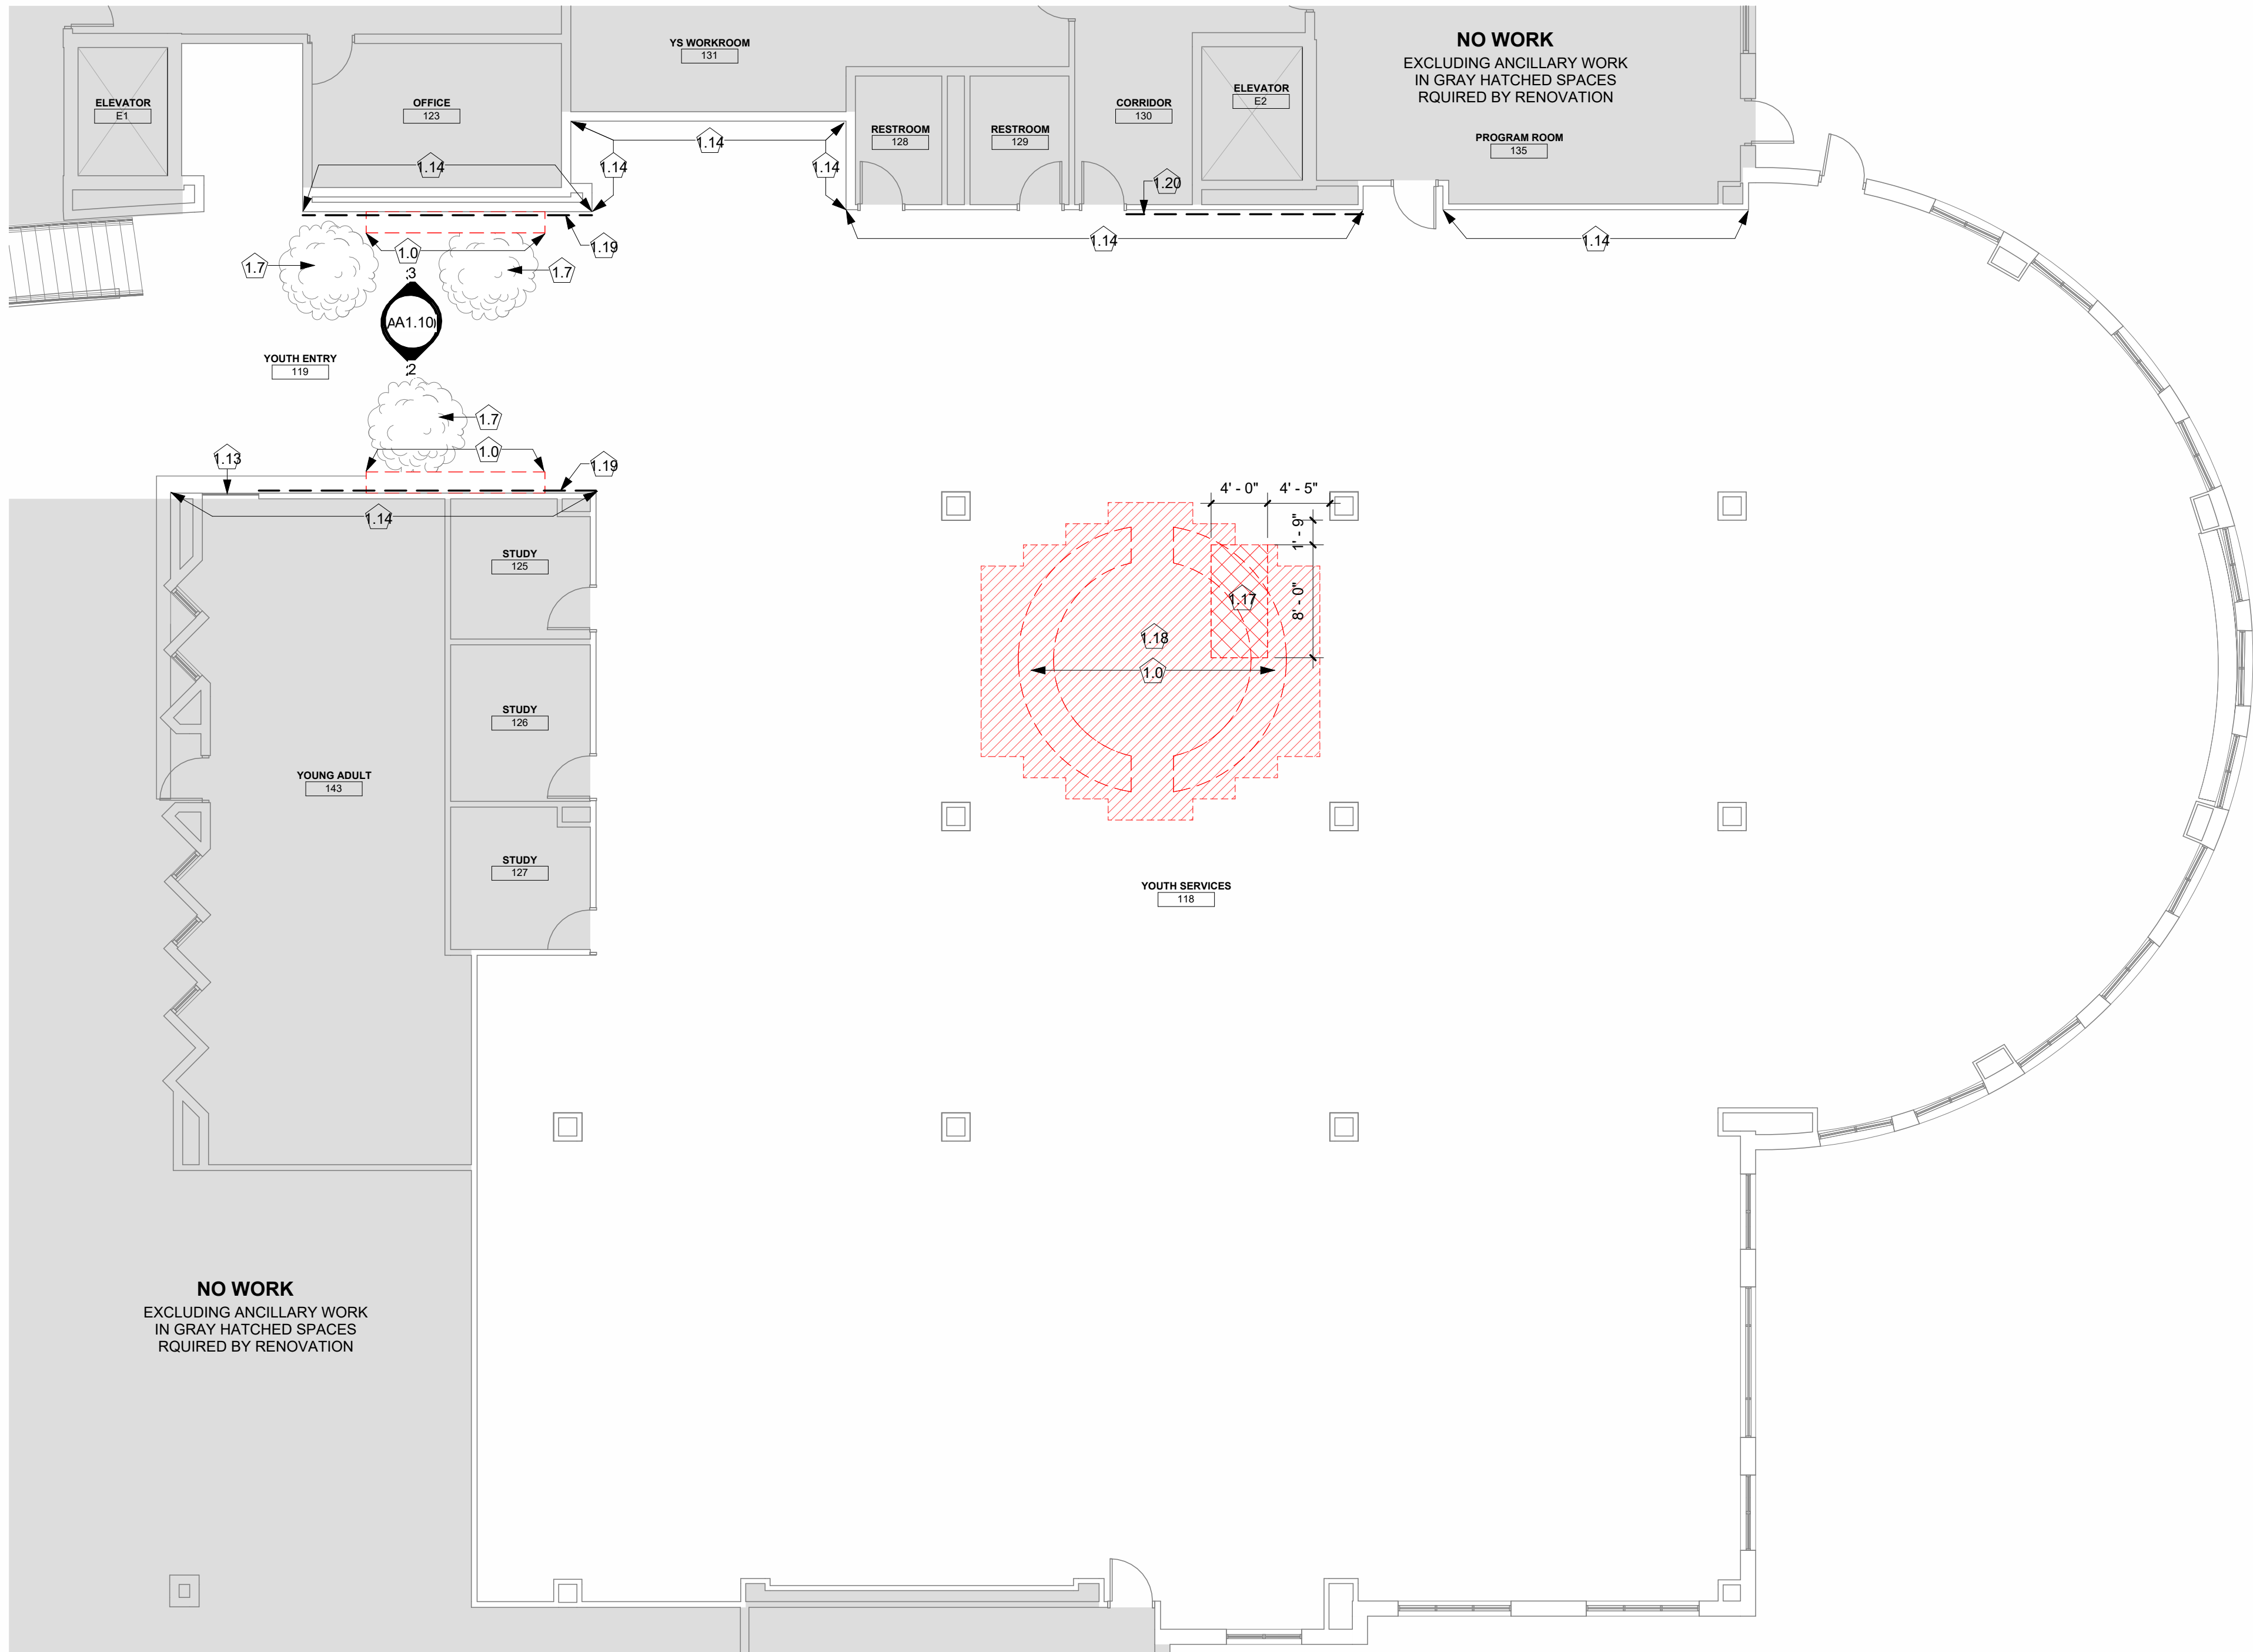 YS WORKROOM
131
NO WORK
EXCLUDING ANCILLARY WORK
IN GRAY HATCHED SPACES
RQUIRED BY RENOVATION
ELEVATOR
E1
OFFICE
123
ELEVATOR
E2
CORRIDOR
130
RESTROOM
128
RESTROOM
129
PROGRAM ROOM
135
1.14
1.14
1.14
1.14
1.20
1.14
1.14
1.19
1.0
1.7
1.7
3
AA1.10
2
YOUTH ENTRY
119
1.7
1.0
1.13
1.19
1.14
4' - 0"
4' - 5"
1' - 9"
8' - 0"
1.17
1.18
1.0
STUDY
125
STUDY
126
YOUNG ADULT
143
STUDY
127
YOUTH SERVICES
118
NO WORK
EXCLUDING ANCILLARY WORK
IN GRAY HATCHED SPACES
RQUIRED BY RENOVATION